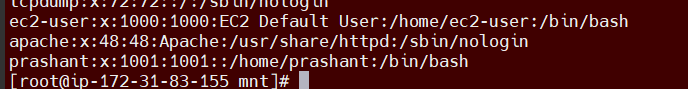 tcpdump:x:72:72::/:/sbin/nologin
ec2-user:x:1000:1000:EC2 Default User:/home/ec2-user:/bin/bash
apache:x:48:48:Apache:/usr/share/httpd:/sbin/nologin
prashant:x:1001:1001::/home/prashant:/bin/bash
[root@ip-172-31-83-155 mnt]#